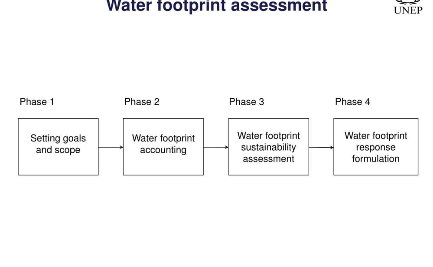 Water footprint assessment
UNEP
Phase 1
Phase 2
Phase 3
Phase 4
Setting goals
and scope
Water footprint
accounting
Water footprint
sustainability
assessment
Water footprint
response
formulation